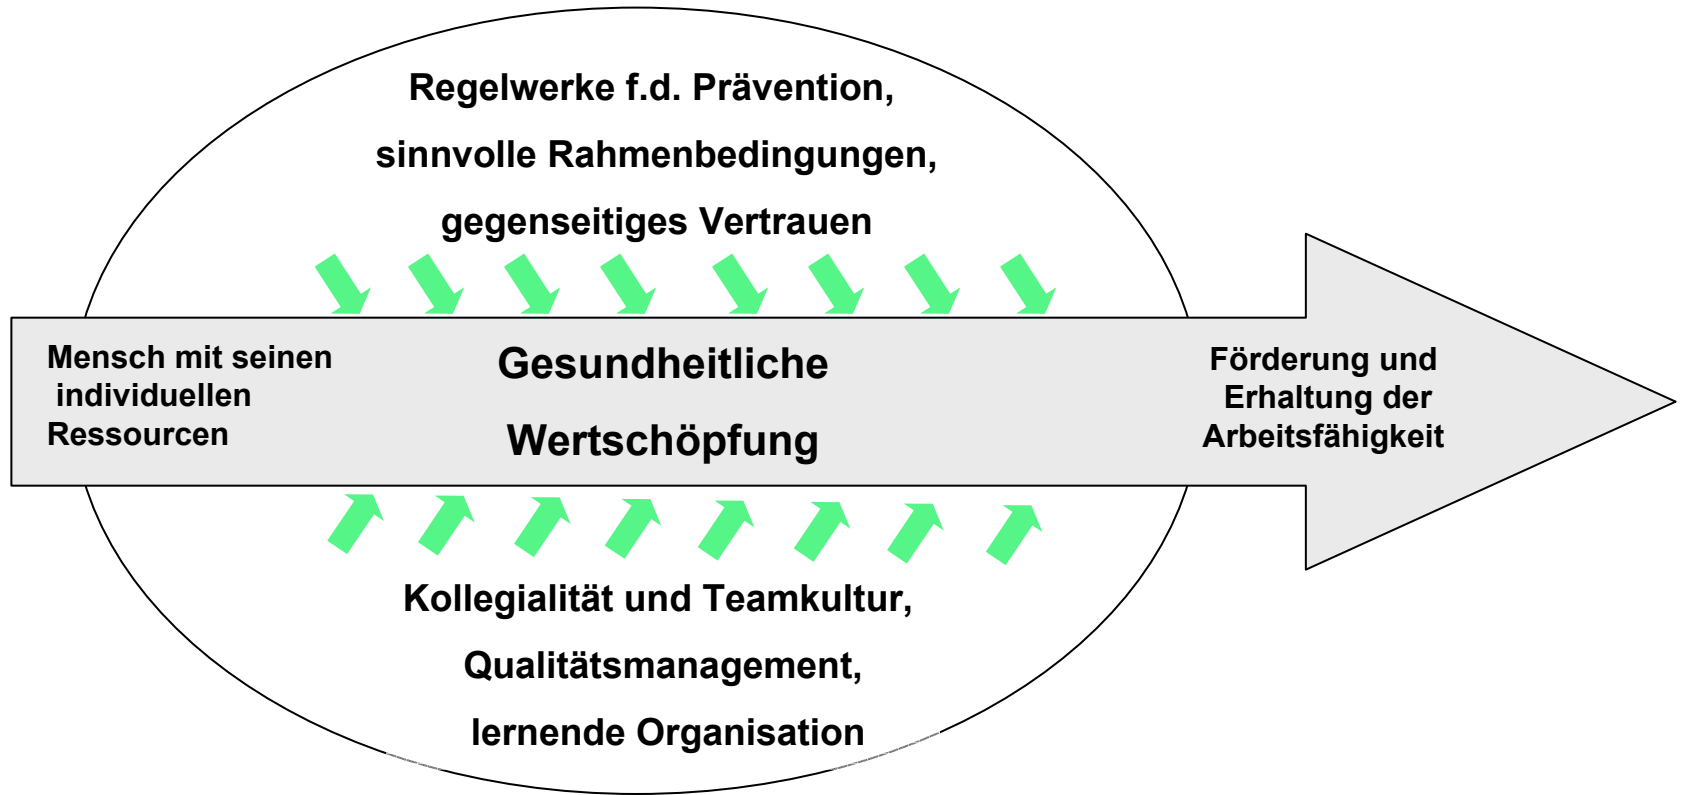 Regelwerke f.d. Prävention,
sinnvolle Rahmenbedingungen,
gegenseitiges Vertrauen
Mensch mit seinen
individuellen
Ressourcen
Gesundheitliche
Wertschöpfung
Förderung und
Erhaltung der
Arbeitsfähigkeit
Kollegialität und Teamkultur,
Qualitätsmanagement,
lernende Organisation